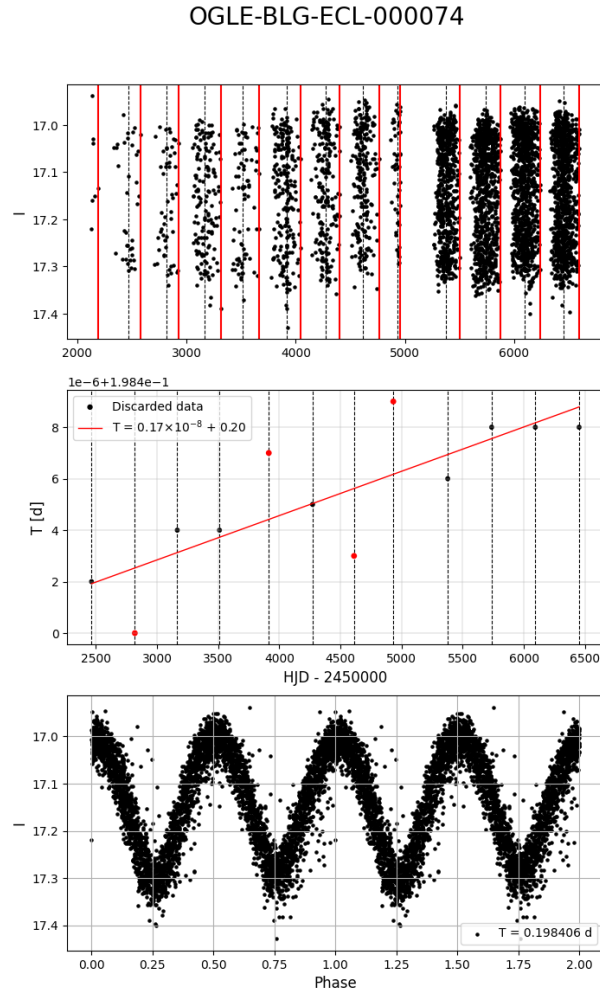 OGLE-BLG-ECL-000074
17.0
17.1
17.2
17.3
17.4
I
2000 3000 4000 5000 6000
1e-6+1.984e-1
Discarded data
T = 0.17×10⁻⁸ + 0.20
8
6
4
2
0
T [d]
2500 3000 3500 4000 4500 5000 5500 6000 6500
HJD - 2450000
17.0
17.1
17.2
17.3
17.4
I
T = 0.198406 d
0.00 0.25 0.50 0.75 1.00 1.25 1.50 1.75 2.00
Phase